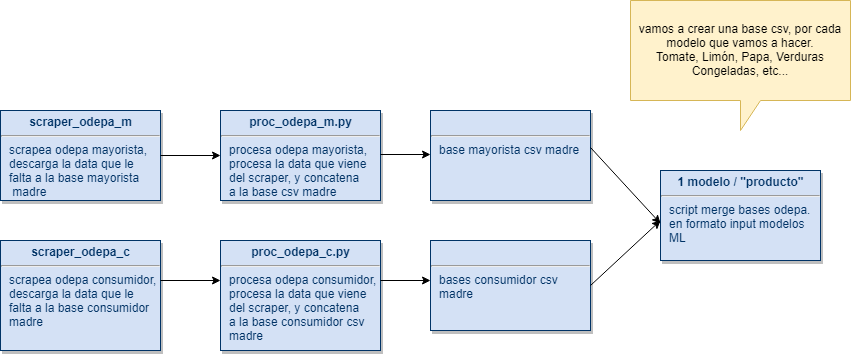 vamos a crear una base csv, por cada
modelo que vamos a hacer.
Tomate, Limón, Papa, Verduras
Congeladas, etc...
scraper_odepa_m
scrapea odepa mayorista,
descarga la data que le
falta a la base mayorista
madre
proc_odepa_m.py
procesa odepa mayorista,
procesa la data que viene
del scraper, y concatena
a la base csv madre
base mayorista csv madre
1 modelo / "producto"
script merge bases odepa.
en formato input modelos
ML
scraper_odepa_c
scrapea odepa consumidor,
descarga la data que le
falta a la base consumidor
madre
proc_odepa_c.py
procesa odepa consumidor,
procesa la data que viene
del scraper, y concatena
a la base consumidor csv
madre
bases consumidor csv
madre